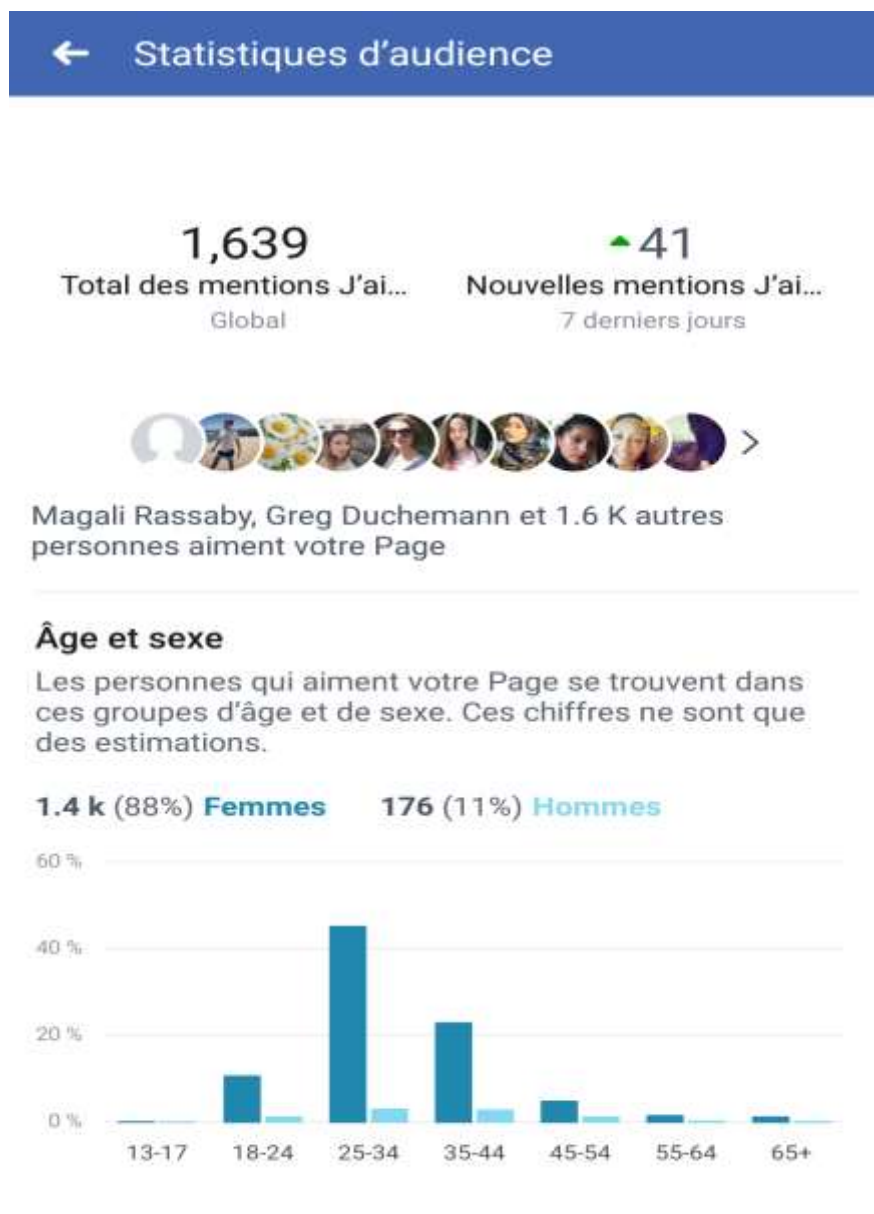 Statistiques d'audience
1,639
Total des mentions J'ai...
Global
41
Nouvelles mentions J'ai...
7 derniers jours
Magali Rassaby, Greg Duchemann et 1.6 K autres
personnes aiment votre Page
Âge et sexe
Les personnes qui aiment votre Page se trouvent dans
ces groupes d'âge et de sexe. Ces chiffres ne sont que
des estimations.
1.4 k (88%) Femmes 176 (11%) Hommes
60 %
40 %
20 %
0 %
13-17 18-24 25-34 35-44 45-54 55-64 65+